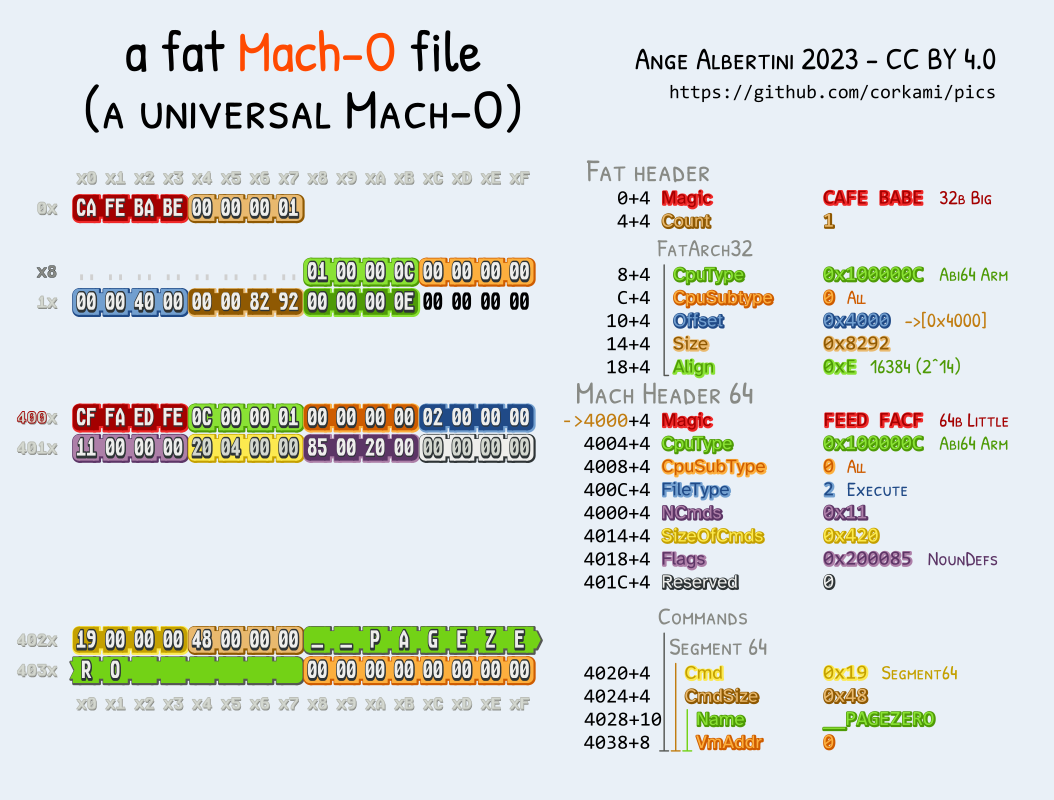 a fat Mach-O file
(a universal Mach-O)
Ange Albertini 2023 - CC BY 4.0
https://github.com/corkami/pics
x0 x1 x2 x3 x4 x5 x6 x7 x8 x9 xA xB xC xD xE xF
0x CA FE BA BE 00 00 00 01
x8 .. .. .. .. .. .. .. .. 01 00 00 0C 00 00 00 00
1x 00 00 40 00 00 00 82 92 00 00 00 0E 00 00 00 00
400x CF FA ED FE 0C 00 00 01 00 00 00 00 02 00 00 00
401x 11 00 00 00 20 04 00 00 85 00 20 00 00 00 00 00
402x 19 00 00 00 48 00 00 00 _ _ P A G E Z E
403x R O 00 00 00 00 00 00 00 00
x0 x1 x2 x3 x4 x5 x6 x7 x8 x9 xA xB xC xD xE xF
Fat header
0+4 Magic CAFE BABE 32b Big
4+4 Count 1
FatArch32
8+4 CpuType 0x100000C Abi64 Arm
C+4 CpuSubtype 0 All
10+4 Offset 0x4000 ->[0x4000]
14+4 Size 0x8292
18+4 Align 0xE 16384 (2^14)
Mach Header 64
->4000+4 Magic FEED FACF 64b Little
4004+4 CpuType 0x100000C Abi64 Arm
4008+4 CpuSubType 0 All
400C+4 FileType 2 Execute
4000+4 NCmds 0x11
4014+4 SizeOfCmds 0x420
4018+4 Flags 0x200085 NounDefs
401C+4 Reserved 0
Commands
Segment 64
4020+4 Cmd 0x19 Segment64
4024+4 CmdSize 0x48
4028+10 Name __PAGEZERO
4038+8 VmAddr 0